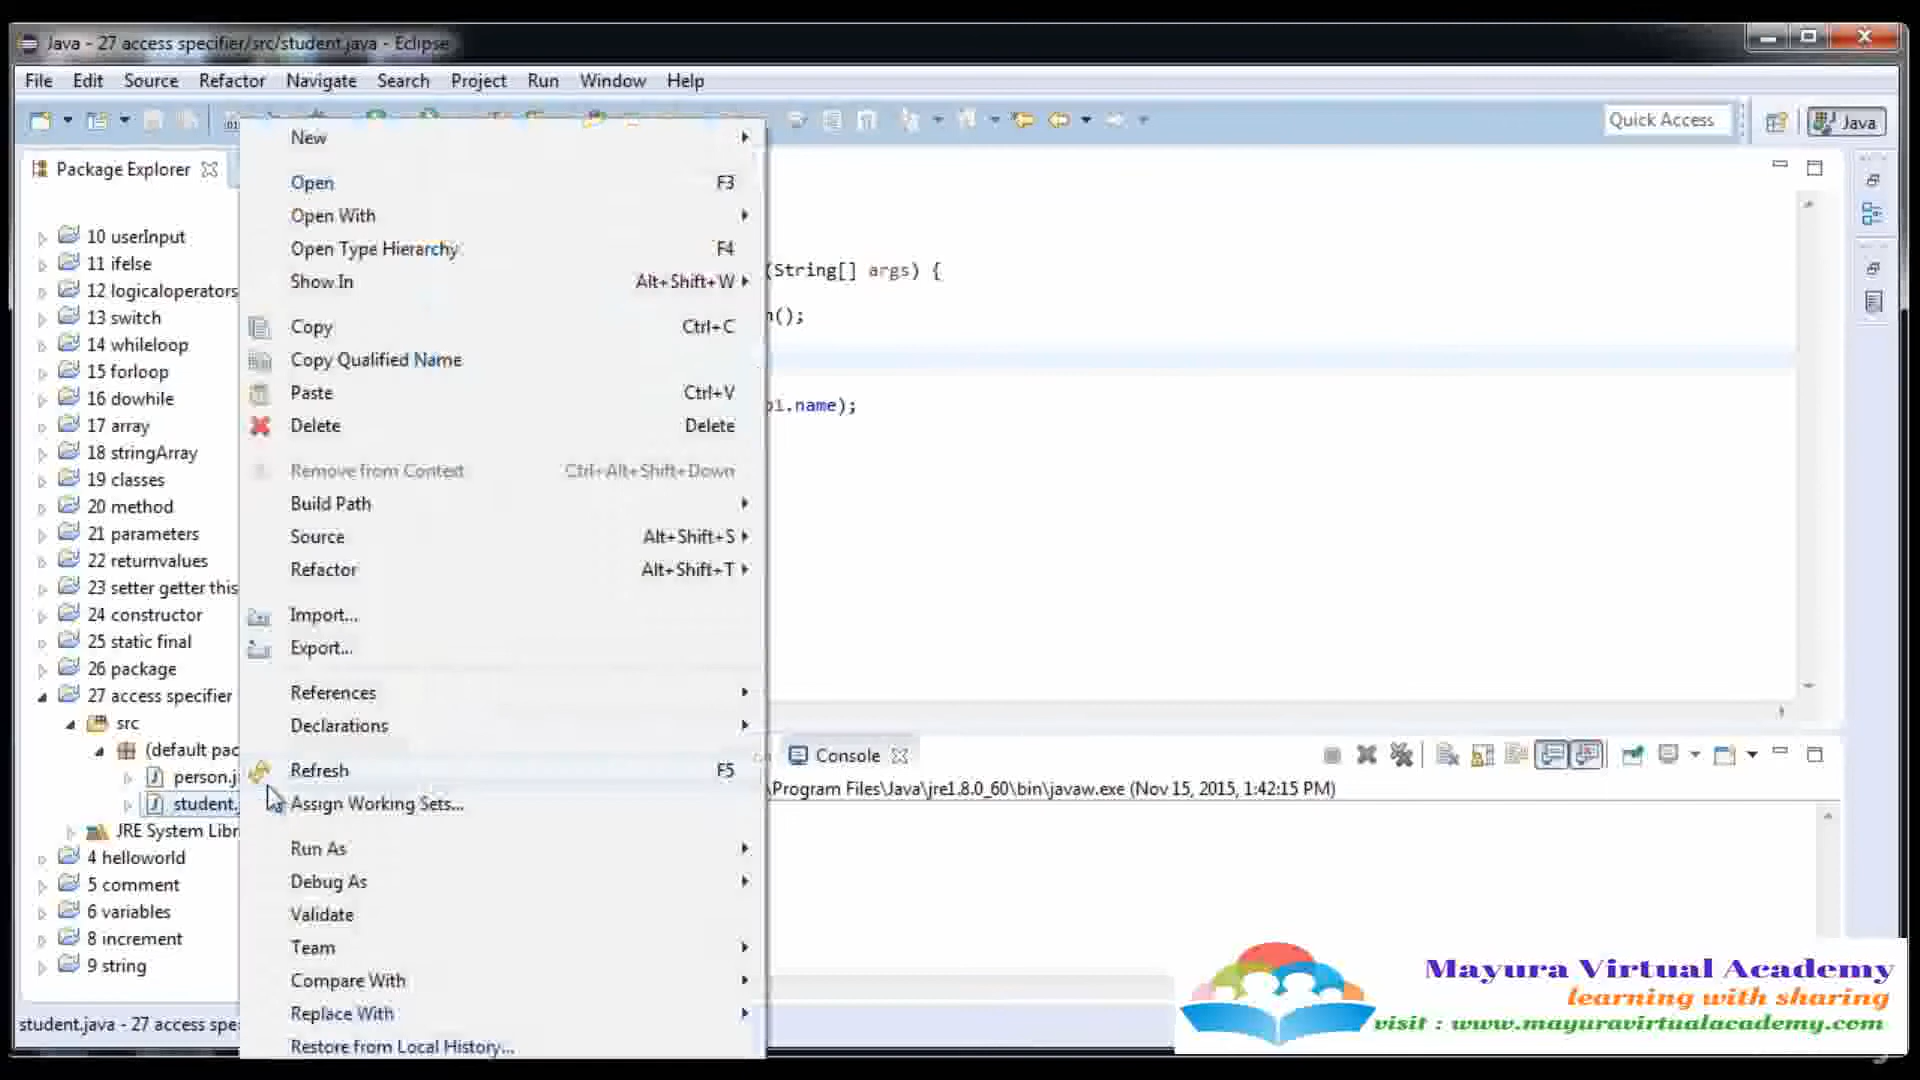 Java - 27 access specifier/src/student.java - Eclipse
File Edit Source Refactor Navigate Search Project Run Window Help
Quick Access
Java
Package Explorer
10 userInput
11 ifelse
12 logicaloperators
13 switch
14 whileloop
15 forloop
16 dowhile
17 array
18 stringArray
19 classes
20 method
21 parameters
22 returnvalues
23 setter getter this
24 constructor
25 static final
26 package
27 access specifier
src
(default pac
person.j
student.
JRE System Libr
4 helloworld
5 comment
6 variables
8 increment
9 string
student.java - 27 access spe
New
Open F3
Open With
Open Type Hierarchy F4
Show In Alt+Shift+W
Copy Ctrl+C
Copy Qualified Name
Paste Ctrl+V
Delete Delete
Remove from Context Ctrl+Alt+Shift+Down
Build Path
Source Alt+Shift+S
Refactor Alt+Shift+T
Import...
Export...
References
Declarations
Refresh F5
Assign Working Sets...
Run As
Debug As
Validate
Team
Compare With
Replace With
Restore from Local History...
(String[] args) {
n();
.name);
Console
\Program Files\Java\jre1.8.0_60\bin\javaw.exe (Nov 15, 2015, 1:42:15 PM)
Mayura Virtual Academy
learning with sharing
visit : www.mayuravirtualacademy.com